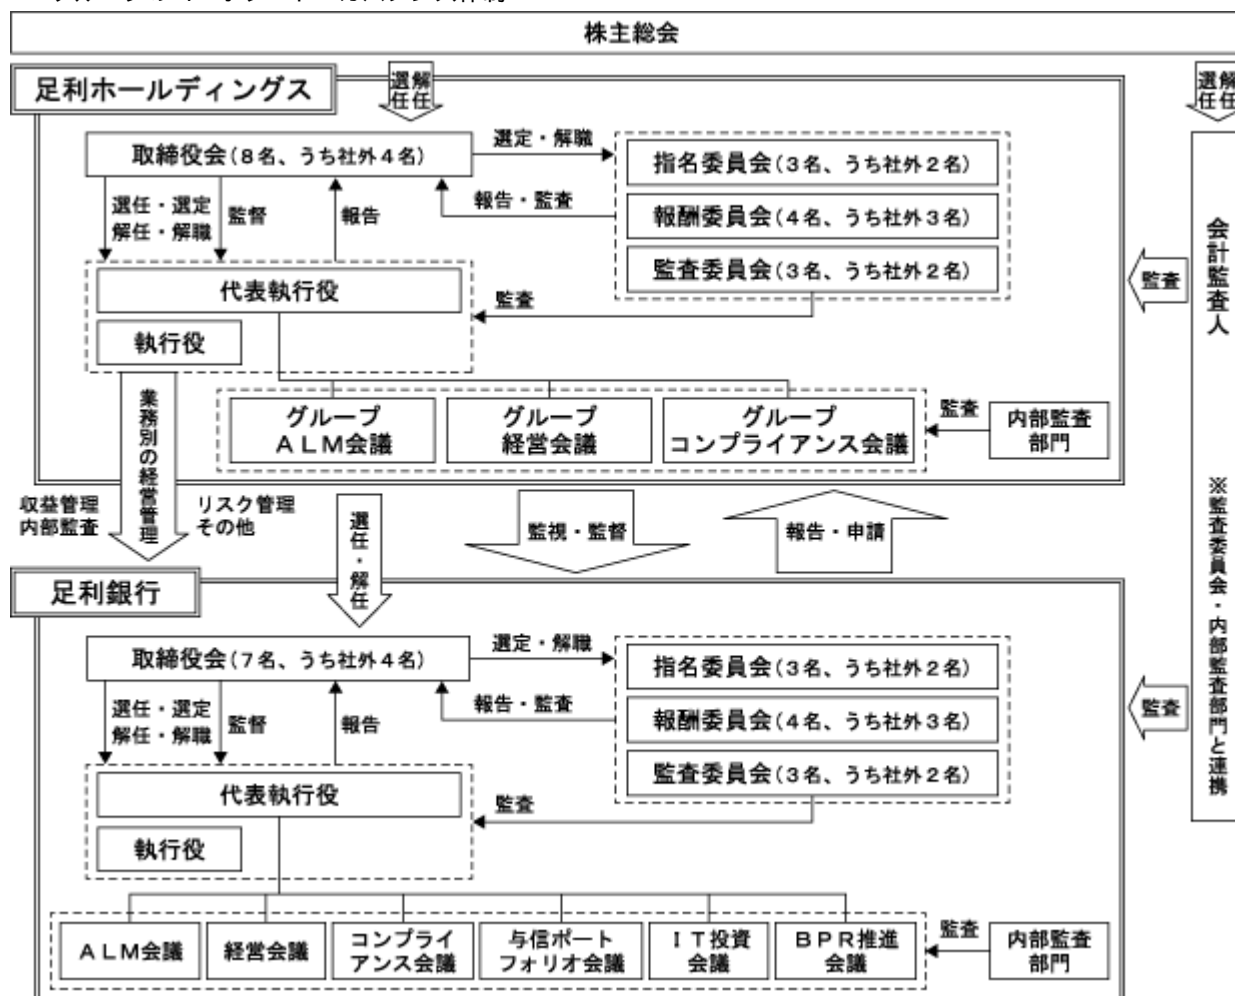 株主総会
足利ホールディングス
選任
解任
選任
解任
取締役会(8名、うち社外4名)
選定・解職
指名委員会(3名、うち社外2名)
報告・監査
報酬委員会(4名、うち社外3名)
監査委員会(3名、うち社外2名)
選任・選定
解任・解職
監督
報告
代表執行役
監査
執行役
会計監査人
監査
グループ
ALM会議
グループ
経営会議
グループ
コンプライアンス会議
監査
内部監査
部門
業務別の経営管理
収益管理
内部監査
リスク管理
その他
選任・解任
監視・監督
報告・申請
※監査委員会・内部監査部門と連携
足利銀行
取締役会(7名、うち社外4名)
選定・解職
指名委員会(3名、うち社外2名)
報告・監査
報酬委員会(4名、うち社外3名)
監査委員会(3名、うち社外2名)
選任・選定
解任・解職
監督
報告
監査
代表執行役
監査
執行役
ALM会議
経営会議
コンプライ
アンス会議
与信ポート
フォリオ会議
IT投資
会議
BPR推進
会議
監査
内部監査
部門